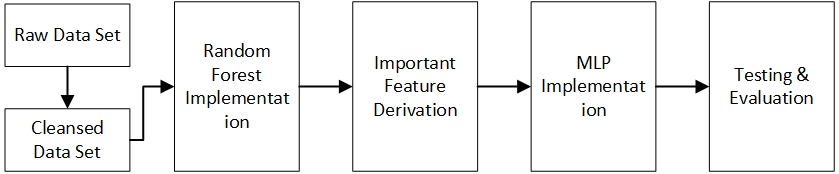 Raw Data Set
Cleansed
Data Set
Random
Forest
Implementat
ion
Important
Feature
Derivation
MLP
Implementat
ion
Testing &
Evaluation